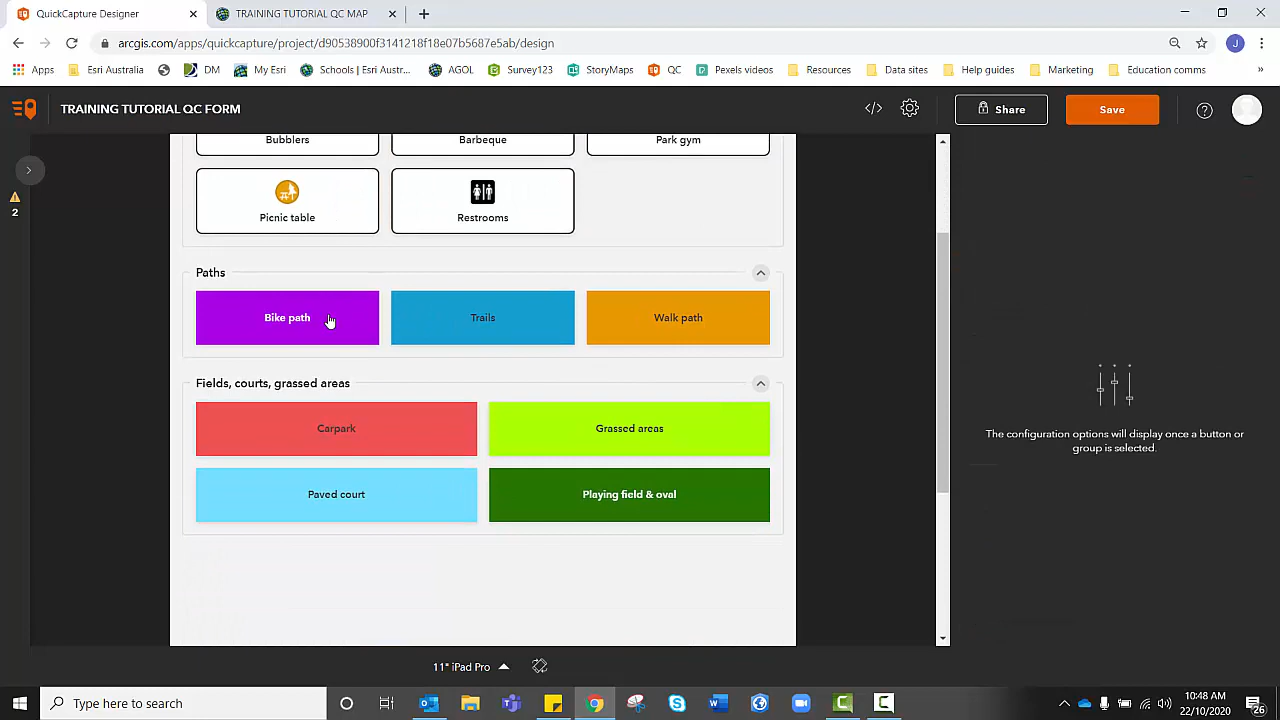 QuickCapture Designer
TRAINING TUTORIAL QC MAP
arcgis.com/apps/quickcapture/project/d90538900f3141218f18e07b5687e5ab/design
Apps
Esri Australia
DM
My Esri
Schools | Esri Austr...
AGOL
Survey123
StoryMaps
QC
Pexels videos
Resources
Data sites
Help guides
Marketing
Education comms
TRAINING TUTORIAL QC FORM
Share
Save
2
Bubblers
Barbeque
Park gym
Picnic table
Restrooms
Paths
Bike path
Trails
Walk path
Fields, courts, grassed areas
Carpark
Grassed areas
Paved court
Playing field & oval
The configuration options will display once a button or
group is selected.
11" iPad Pro
Type here to search
10:48 AM
22/10/2020
26